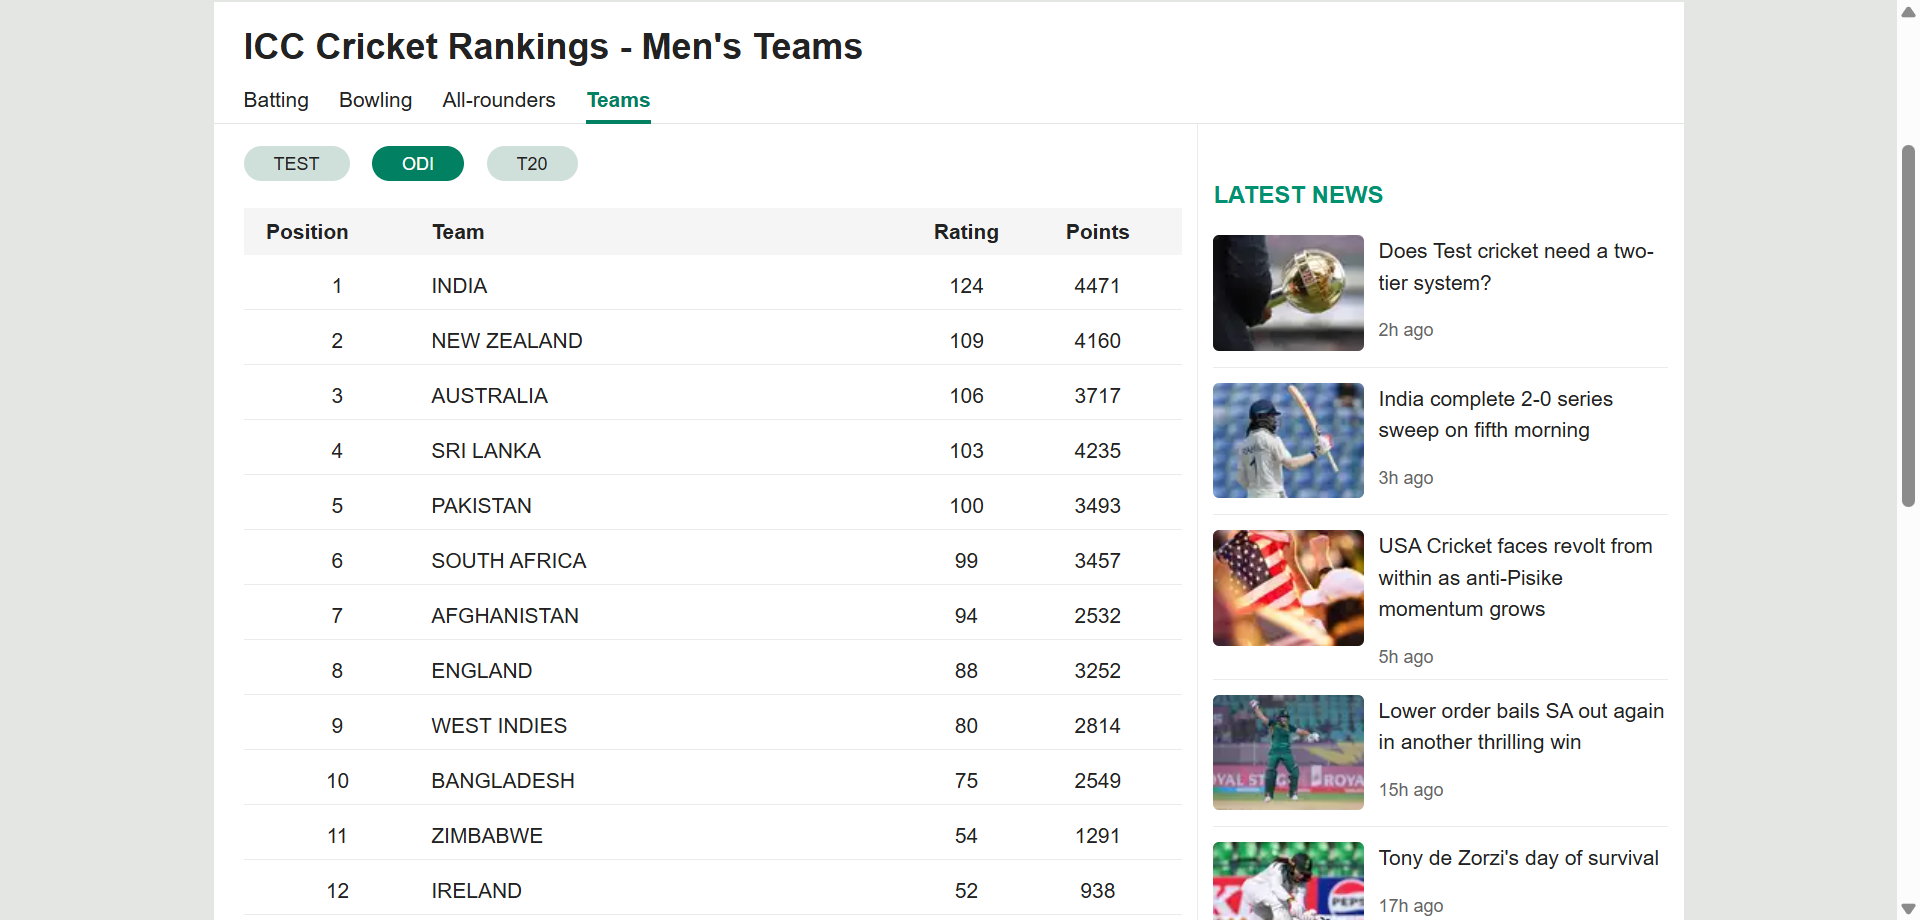 ICC Cricket Rankings - Men's Teams
Batting Bowling All-rounders Teams
TEST ODI T20
Position Team Rating Points
1 INDIA 124 4471
2 NEW ZEALAND 109 4160
3 AUSTRALIA 106 3717
4 SRI LANKA 103 4235
5 PAKISTAN 100 3493
6 SOUTH AFRICA 99 3457
7 AFGHANISTAN 94 2532
8 ENGLAND 88 3252
9 WEST INDIES 80 2814
10 BANGLADESH 75 2549
11 ZIMBABWE 54 1291
12 IRELAND 52 938
LATEST NEWS
Does Test cricket need a two-
tier system?
2h ago
India complete 2-0 series
sweep on fifth morning
3h ago
USA Cricket faces revolt from
within as anti-Pisike
momentum grows
5h ago
Lower order bails SA out again
in another thrilling win
15h ago
Tony de Zorzi's day of survival
17h ago